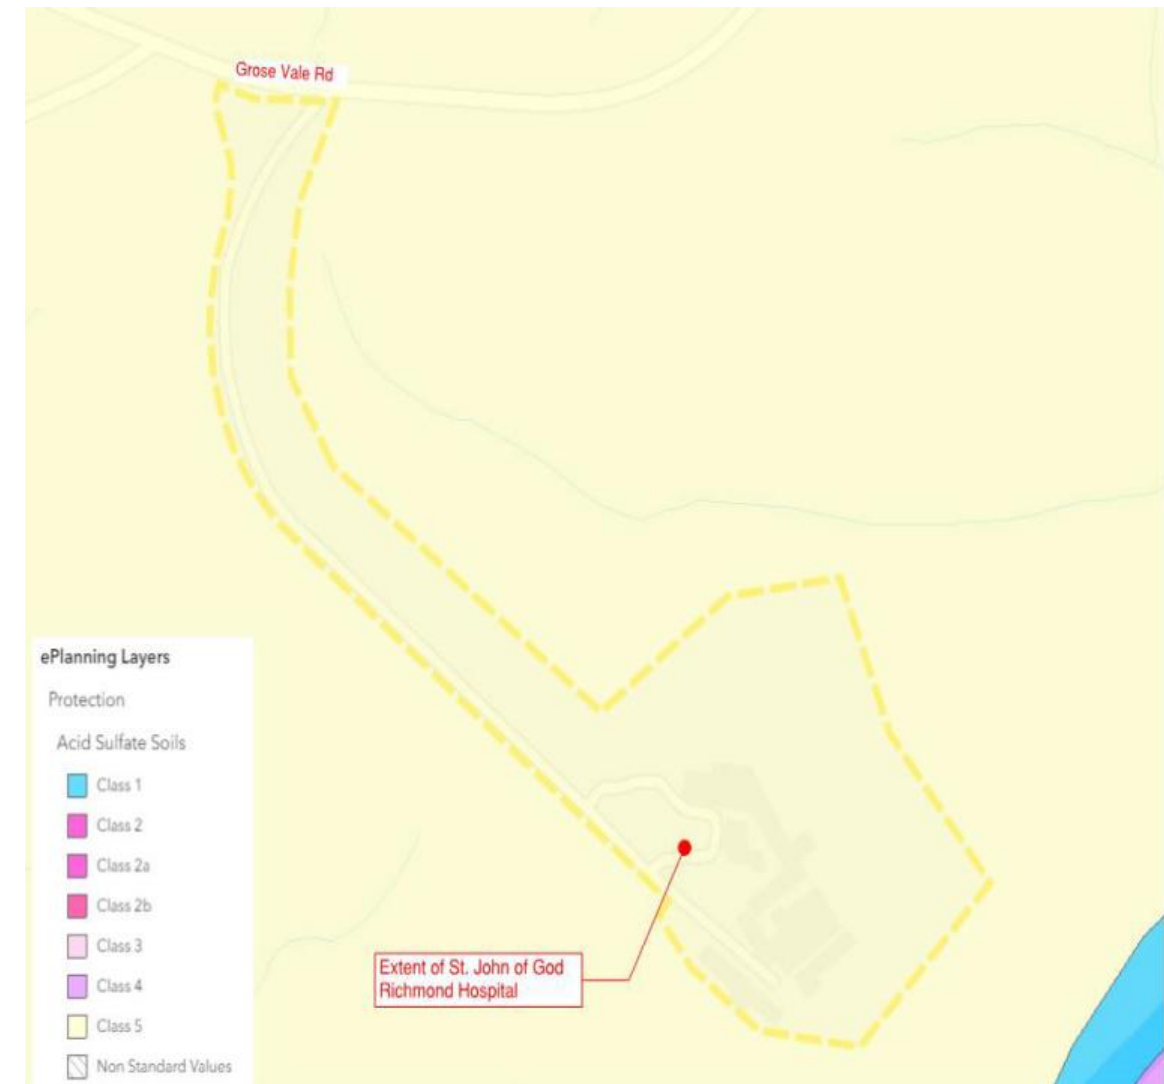 Grose Vale Rd
ePlanning Layers
Protection
Acid Sulfate Soils
Class 1
Class 2
Class 2a
Class 2b
Class 3
Class 4
Class 5
Non Standard Values
Extent of St. John of God
Richmond Hospital